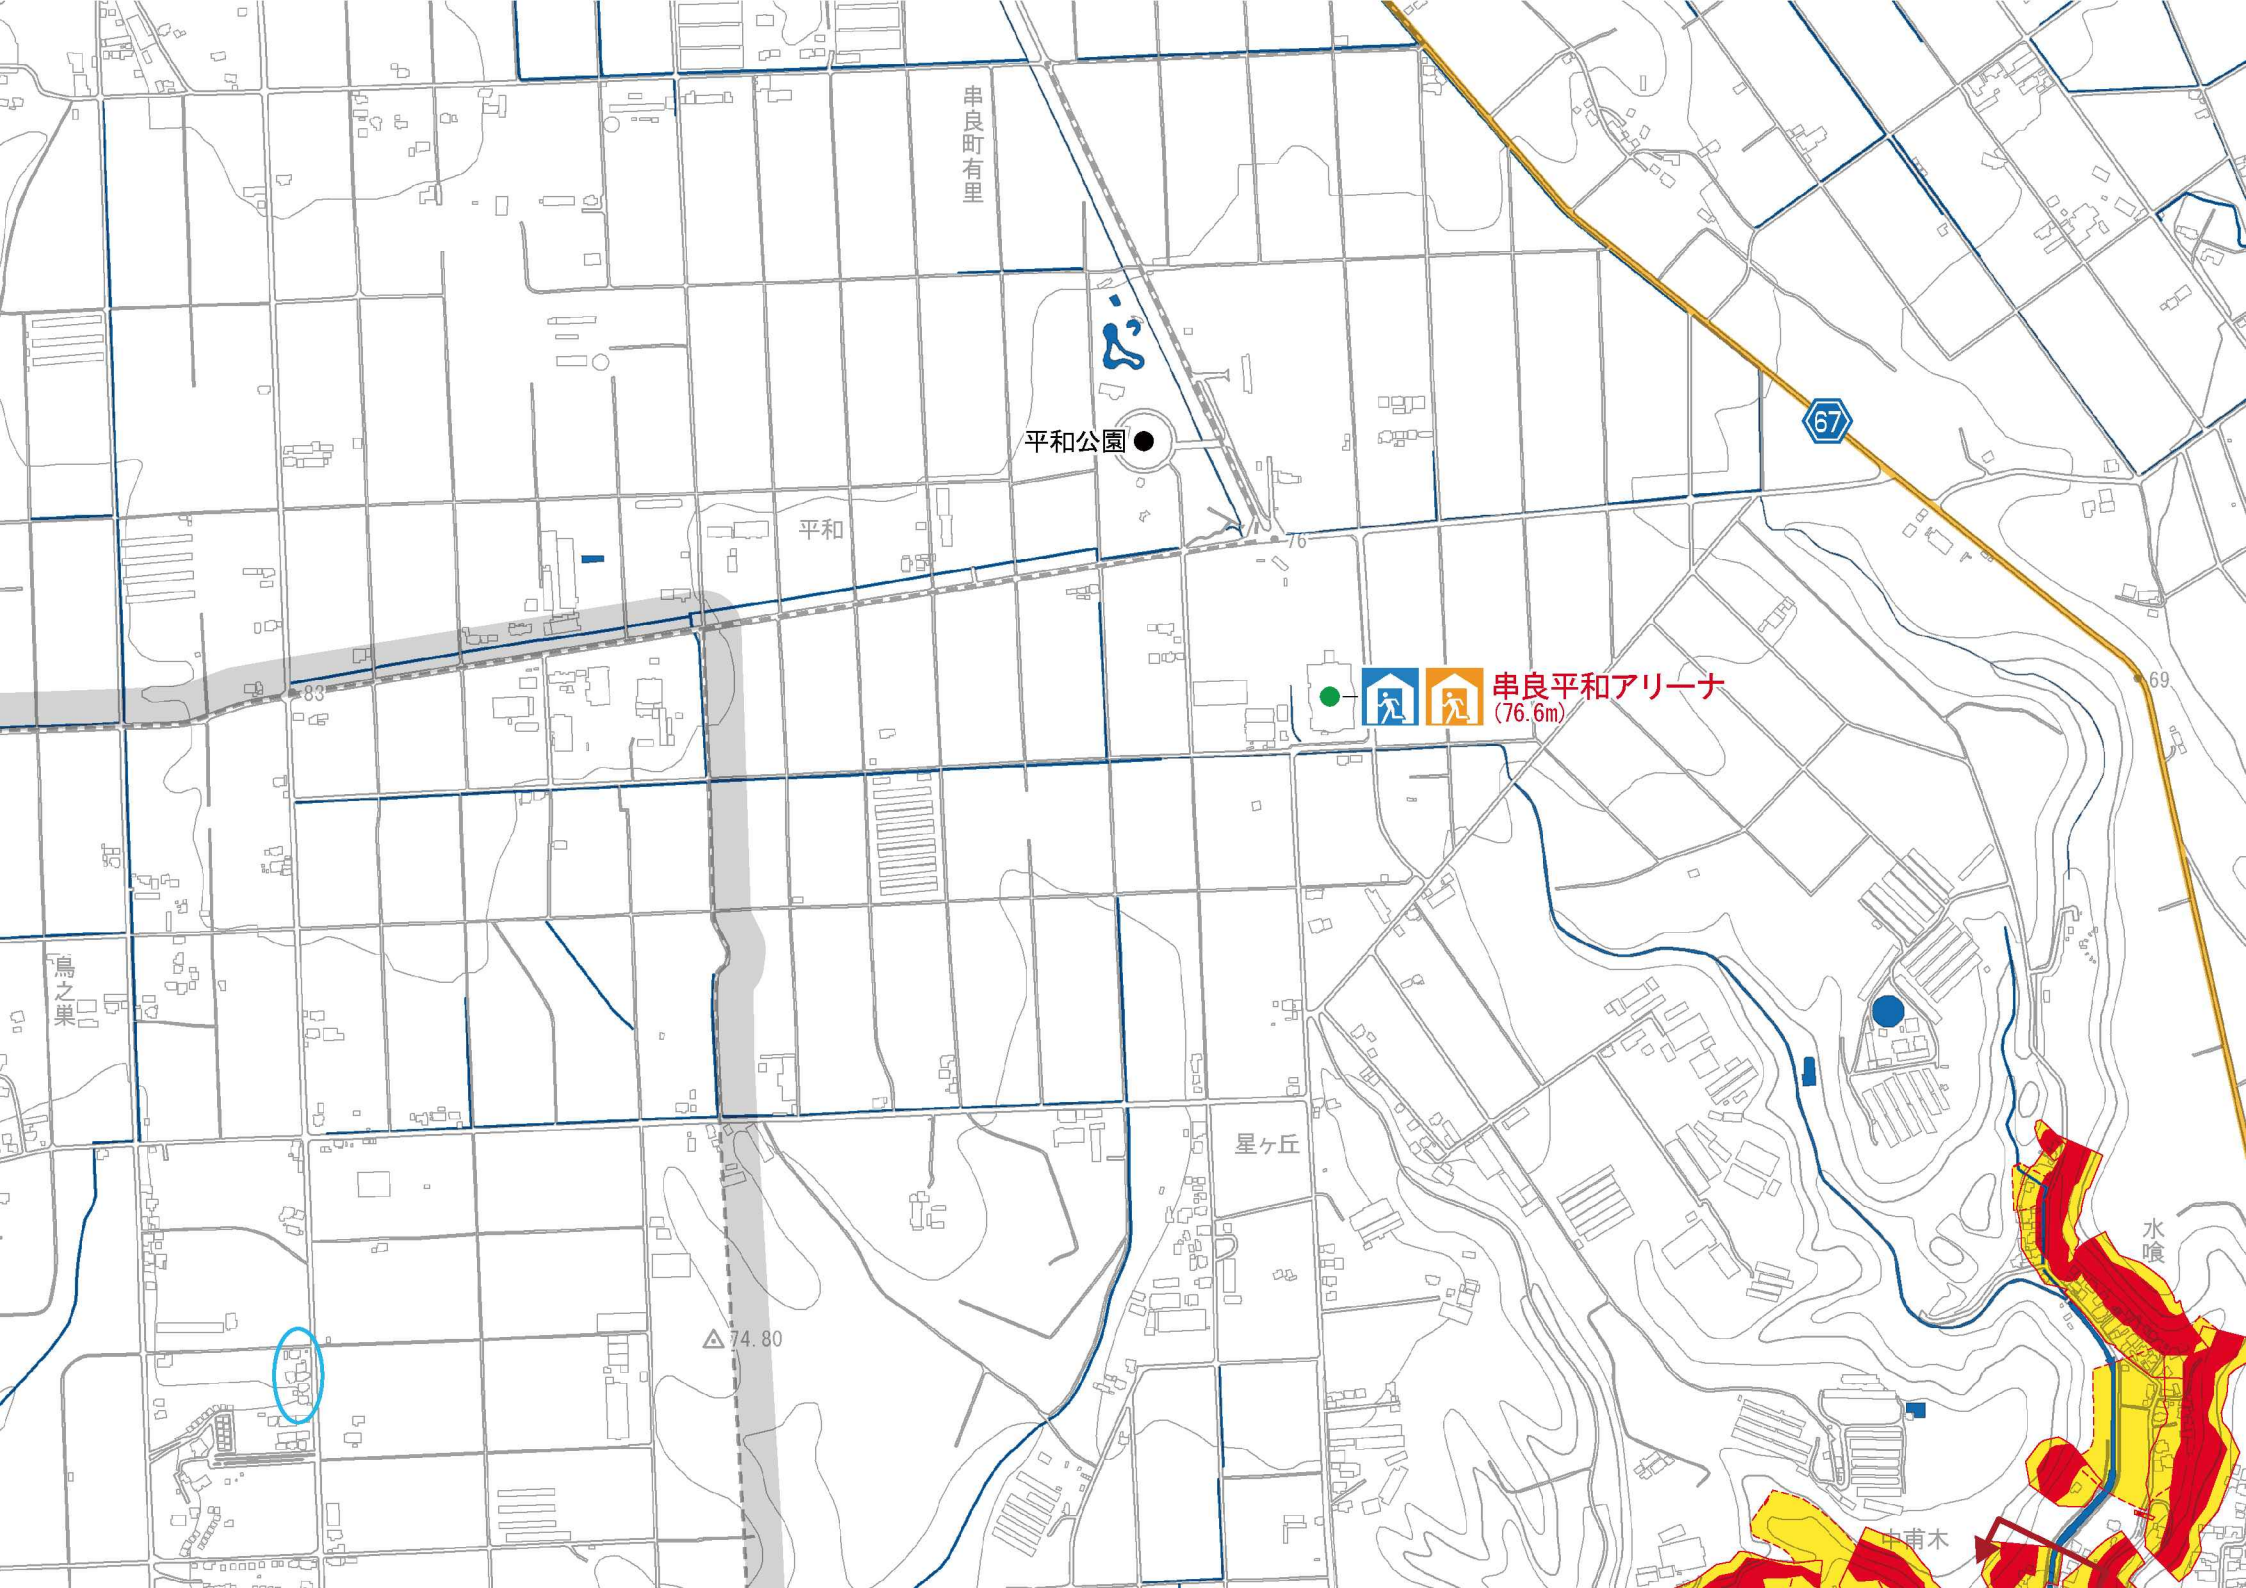 串良町有里
67
平和公園
平和
76
串良平和アリーナ
(76.6m)
83
69
鳥之巣
星ヶ丘
水喰
74.80
中甫木